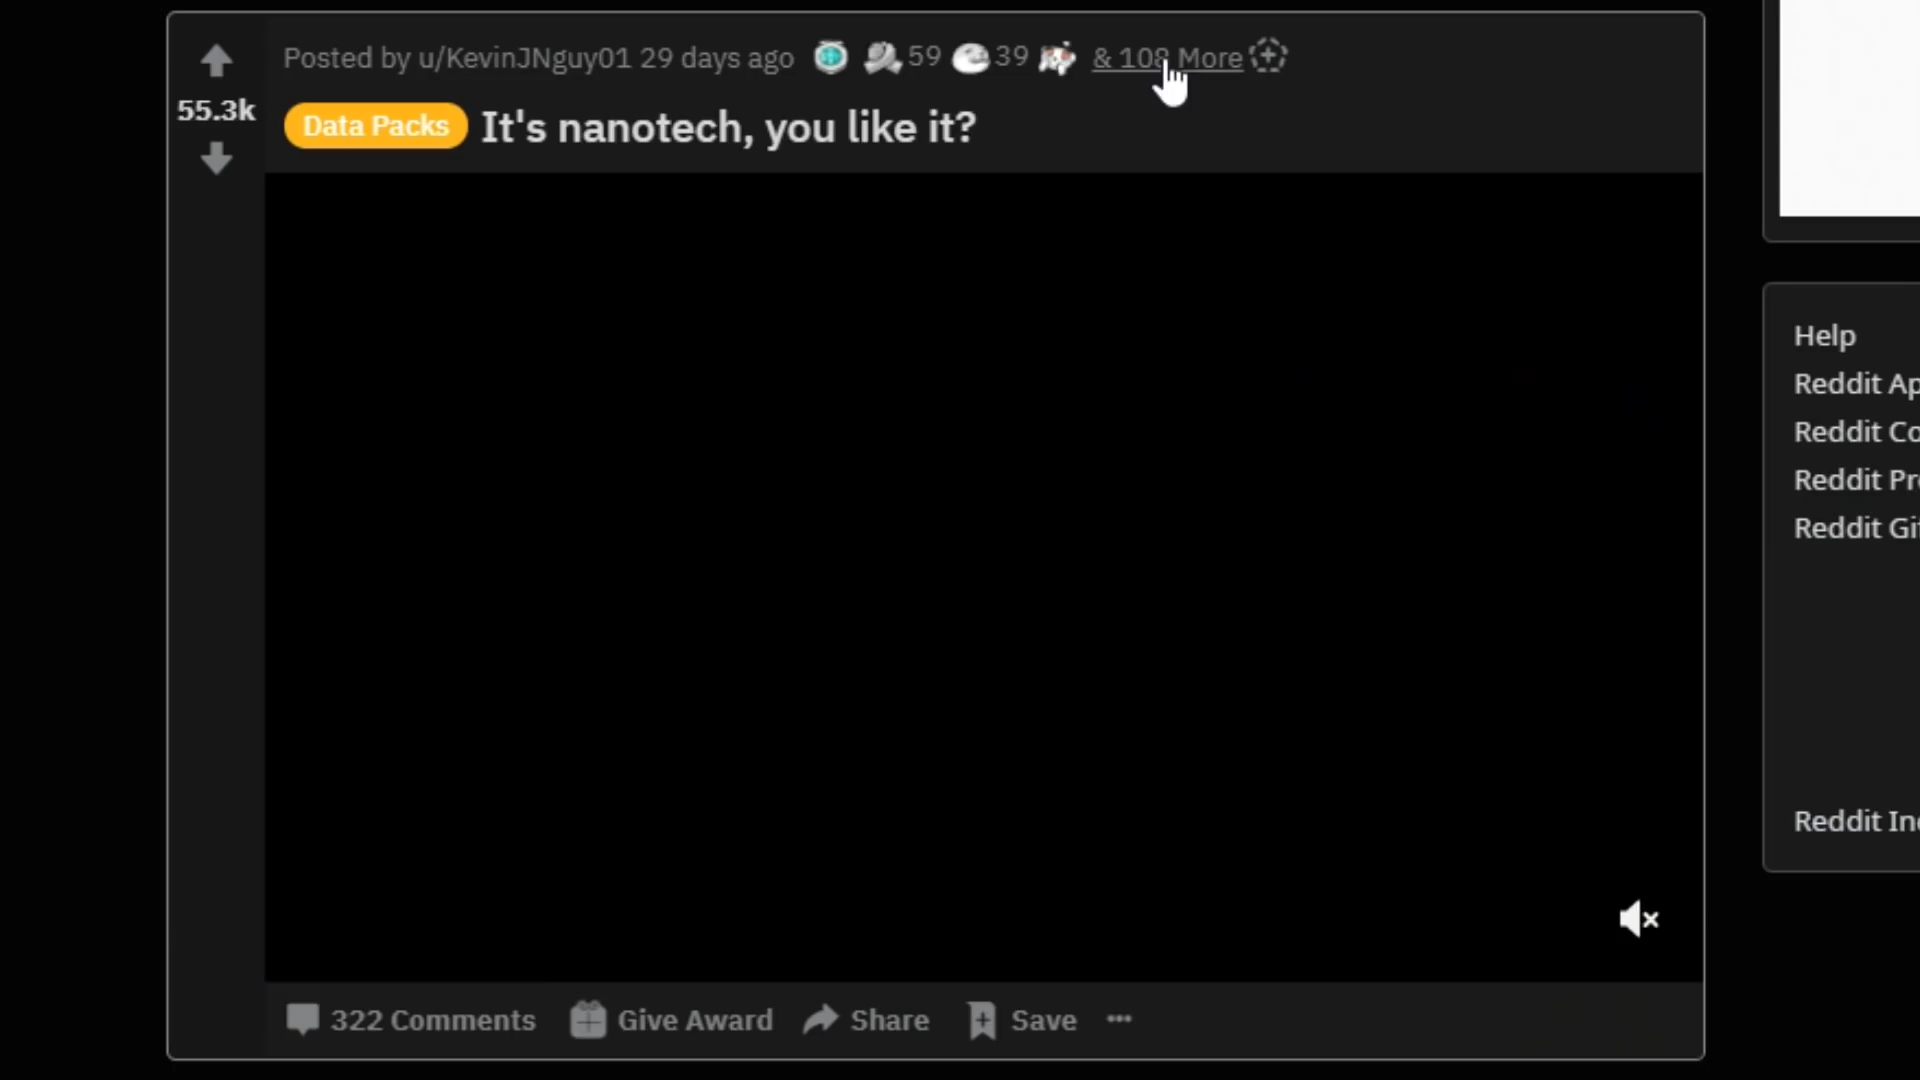 Posted by u/KevinJNguy01 29 days ago 59 39 & 108 More
55.3k
Data Packs It's nanotech, you like it?
Help
Reddit Ap
Reddit Co
Reddit Pr
Reddit Gi
Reddit In
322 Comments Give Award Share Save